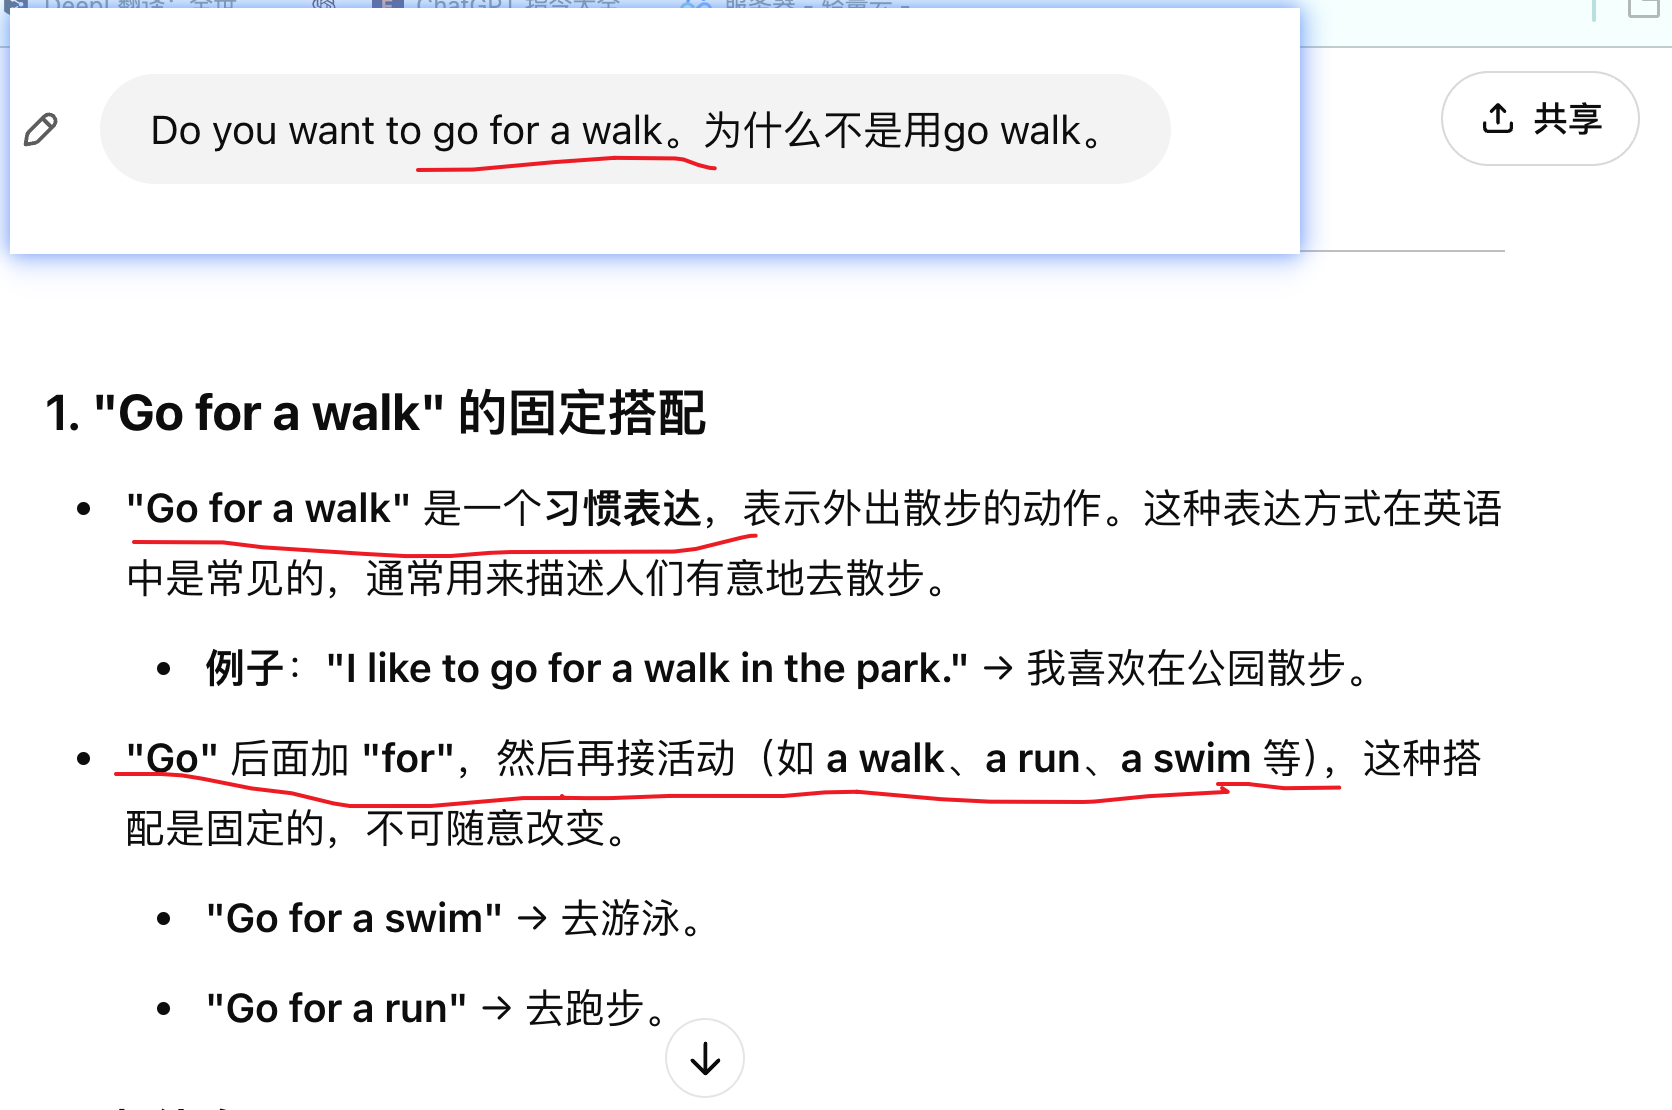 Do you want to go for a walk。为什么不是用go walk。
共享
1. "Go for a walk" 的固定搭配
"Go for a walk" 是一个习惯表达，表示外出散步的动作。这种表达方式在英语
中是常见的，通常用来描述人们有意地去散步。
例子："I like to go for a walk in the park." → 我喜欢在公园散步。
"Go" 后面加 "for"，然后再接活动（如 a walk、a run、a swim 等），这种搭
配是固定的，不可随意改变。
"Go for a swim" → 去游泳。
"Go for a run" → 去跑步。